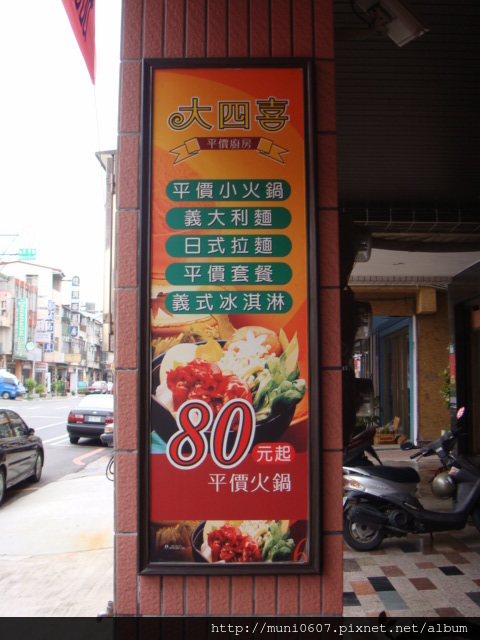 大四喜
平價廚房
平價小火鍋
義大利麵
日式拉麵
平價套餐
義式冰淇淋
80元起
平價火鍋
http://muni0607.pixnet.net/album